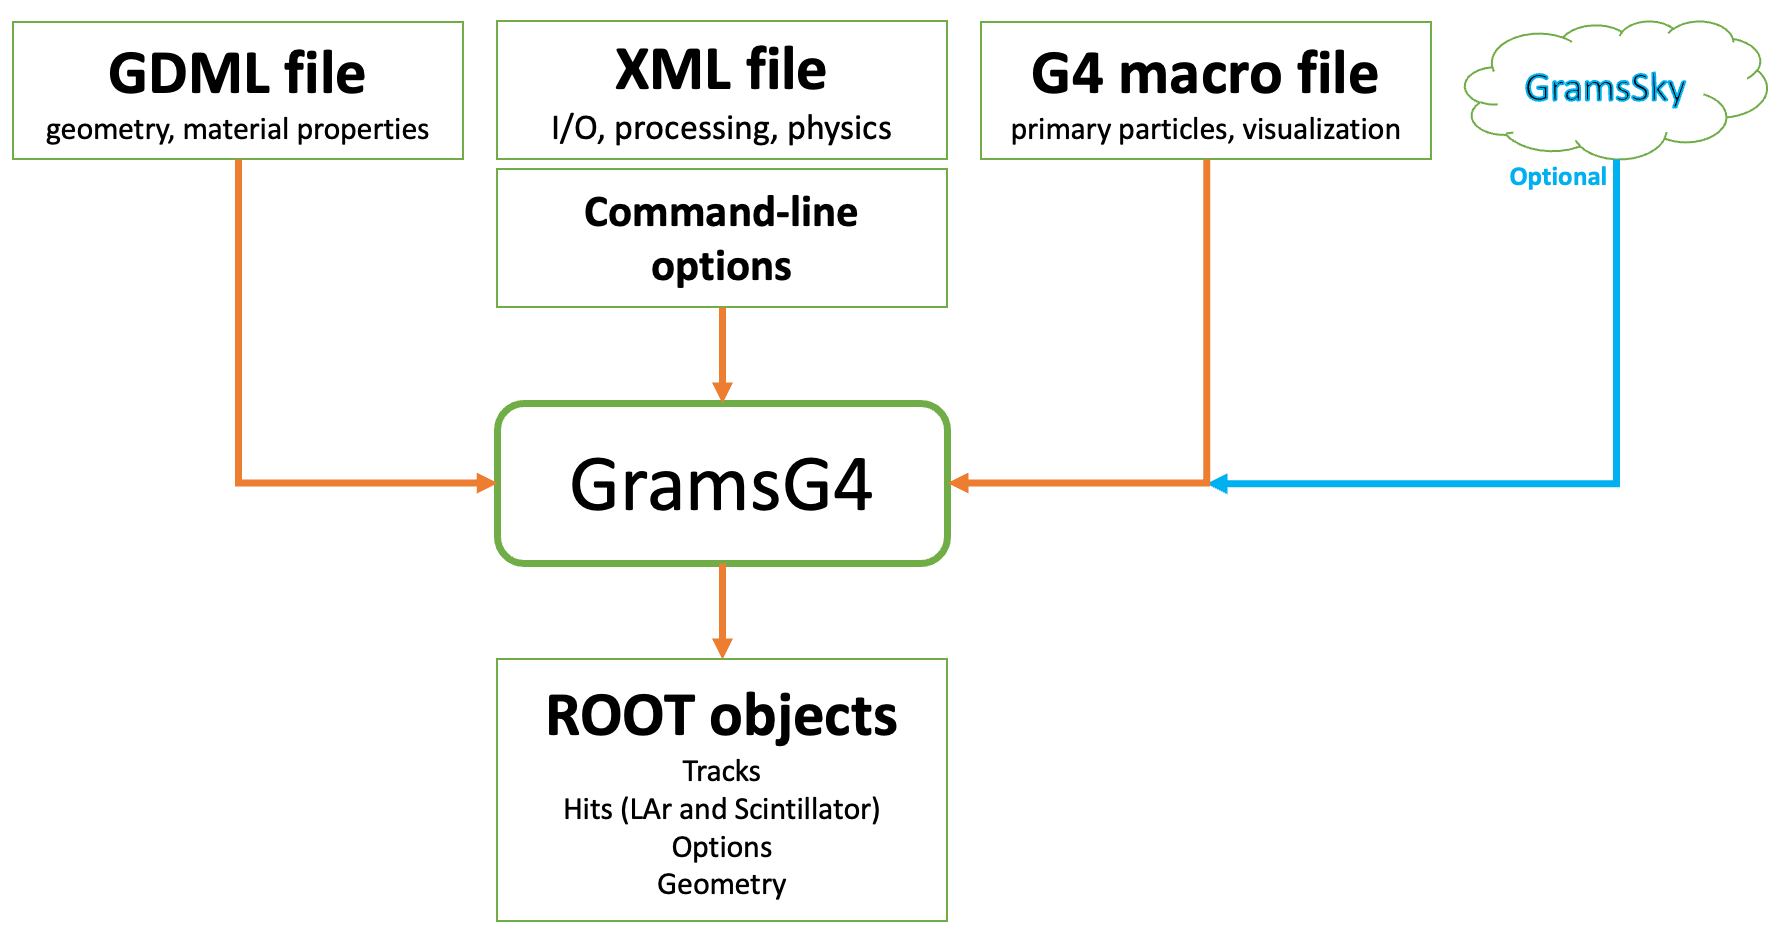 GDML file
geometry, material properties
XML file
I/O, processing, physics
Command-line
options
G4 macro file
primary particles, visualization
GramsSky
Optional
GramsG4
ROOT objects
Tracks
Hits (LAr and Scintillator)
Options
Geometry